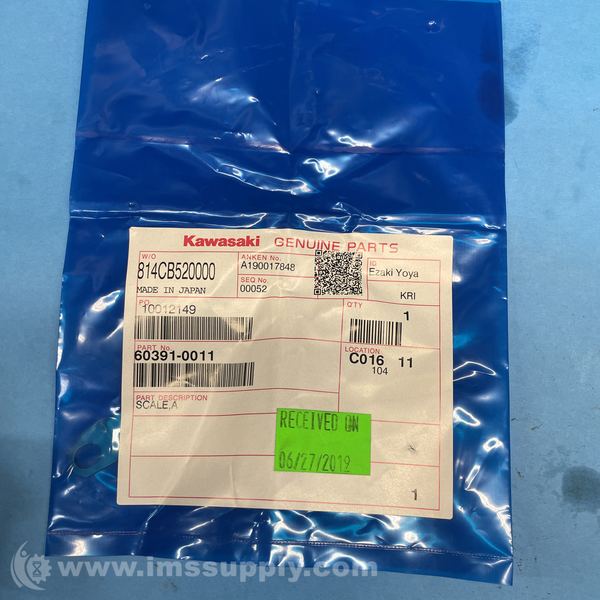 Kawasaki GENUINE PARTS
W/O
814CB520000
MADE IN JAPAN
ANKEN No.
A190017848
SEQ No.
00052
ID
Ezaki Yoya
KRI
PO
10012149
Q'TY
1
PART No.
60391-0011
LOCATION
C016 11
104
PART DESCRIPTION
SCALE,A
RECEIVED ON
06/27/2019
1
www.imssupply.com